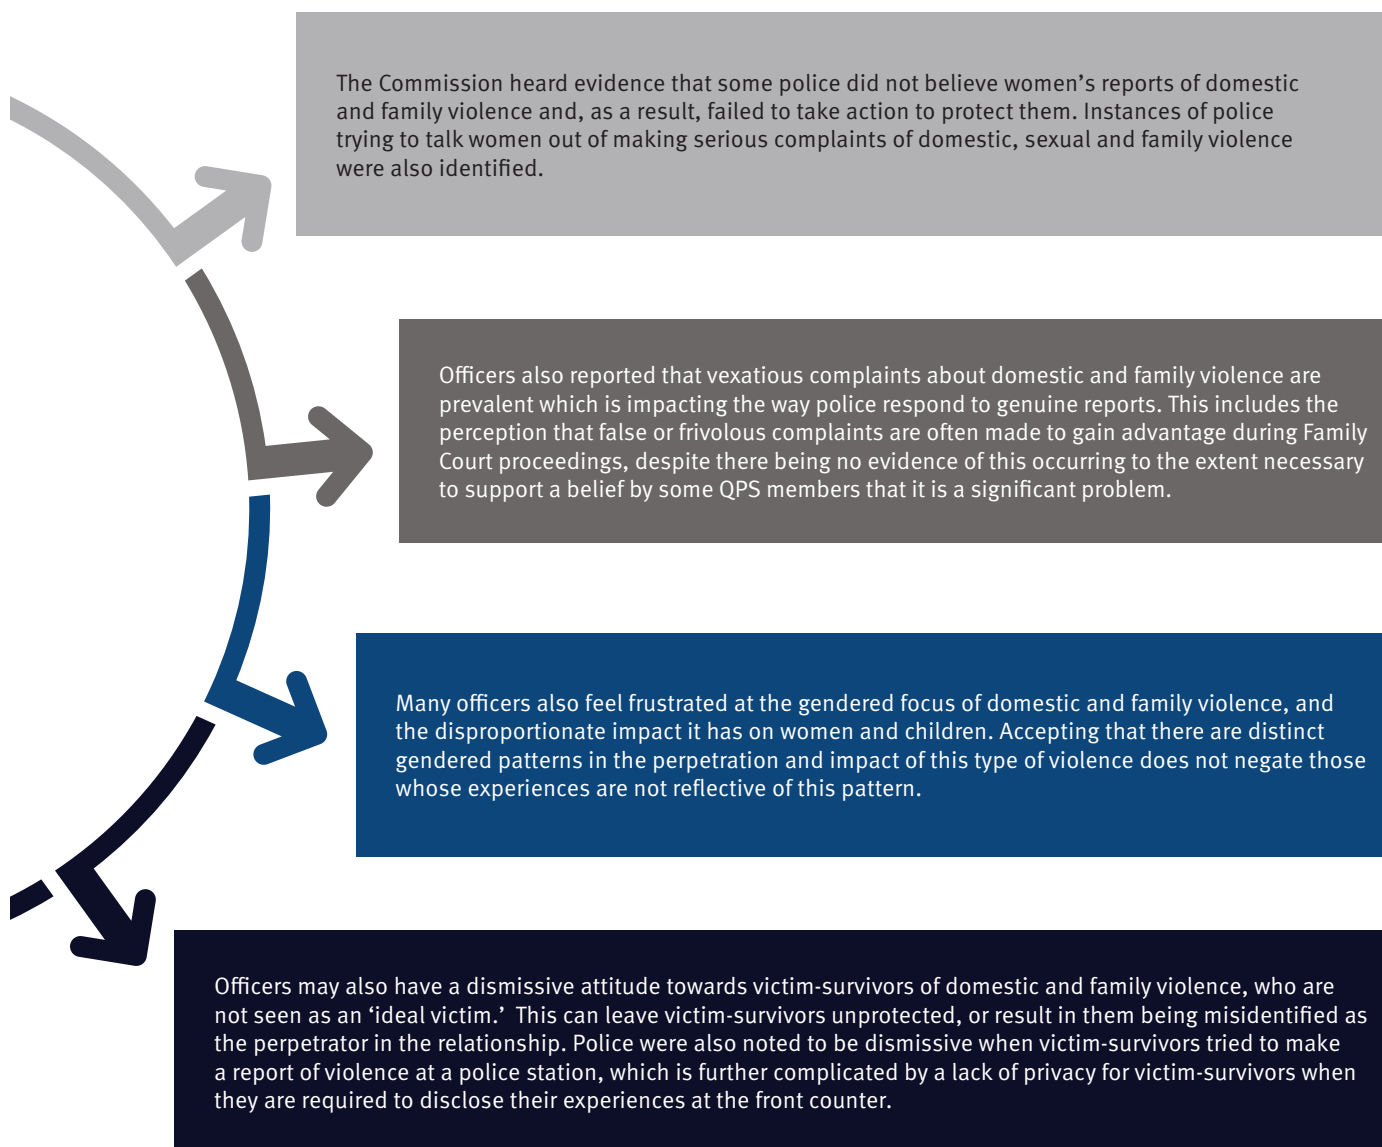 The Commission heard evidence that some police did not believe women’s reports of domestic
and family violence and, as a result, failed to take action to protect them. Instances of police
trying to talk women out of making serious complaints of domestic, sexual and family violence
were also identified.
Officers also reported that vexatious complaints about domestic and family violence are
prevalent which is impacting the way police respond to genuine reports. This includes the
perception that false or frivolous complaints are often made to gain advantage during Family
Court proceedings, despite there being no evidence of this occurring to the extent necessary
to support a belief by some QPS members that it is a significant problem.
Many officers also feel frustrated at the gendered focus of domestic and family violence, and
the disproportionate impact it has on women and children. Accepting that there are distinct
gendered patterns in the perpetration and impact of this type of violence does not negate those
whose experiences are not reflective of this pattern.
Officers may also have a dismissive attitude towards victim-survivors of domestic and family violence, who are
not seen as an ‘ideal victim.’ This can leave victim-survivors unprotected, or result in them being misidentified as
the perpetrator in the relationship. Police were also noted to be dismissive when victim-survivors tried to make
a report of violence at a police station, which is further complicated by a lack of privacy for victim-survivors when
they are required to disclose their experiences at the front counter.